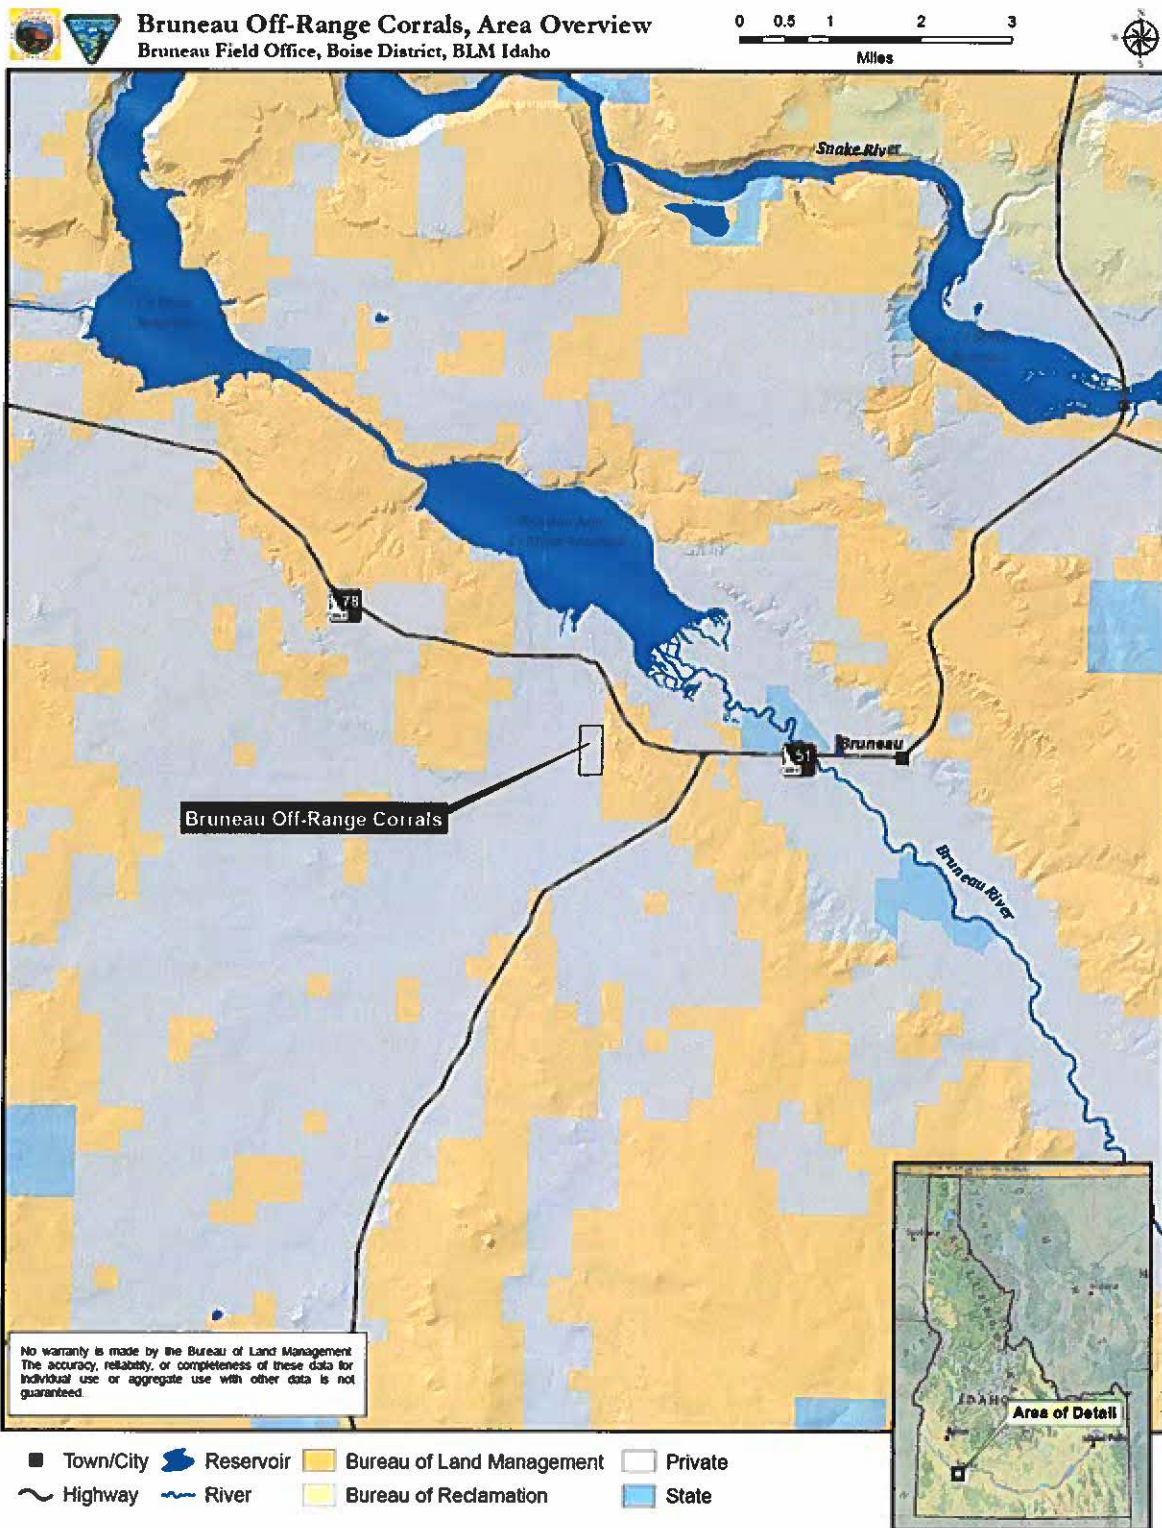 Bruneau Off-Range Corrals, Area Overview
Bruneau Field Office, Boise District, BLM Idaho
0 0.5 1 2 3
Miles
Snake River
78
51
Bruneau
Bruneau Off-Range Corrals
Bruneau River
No warranty is made by the Bureau of Land Management
The accuracy, reliability, or completeness of these data for
individual use or aggregate use with other data is not
guaranteed.
IDAHO
Area of Detail
Town/City
Reservoir
Bureau of Land Management
Private
Highway
River
Bureau of Reclamation
State